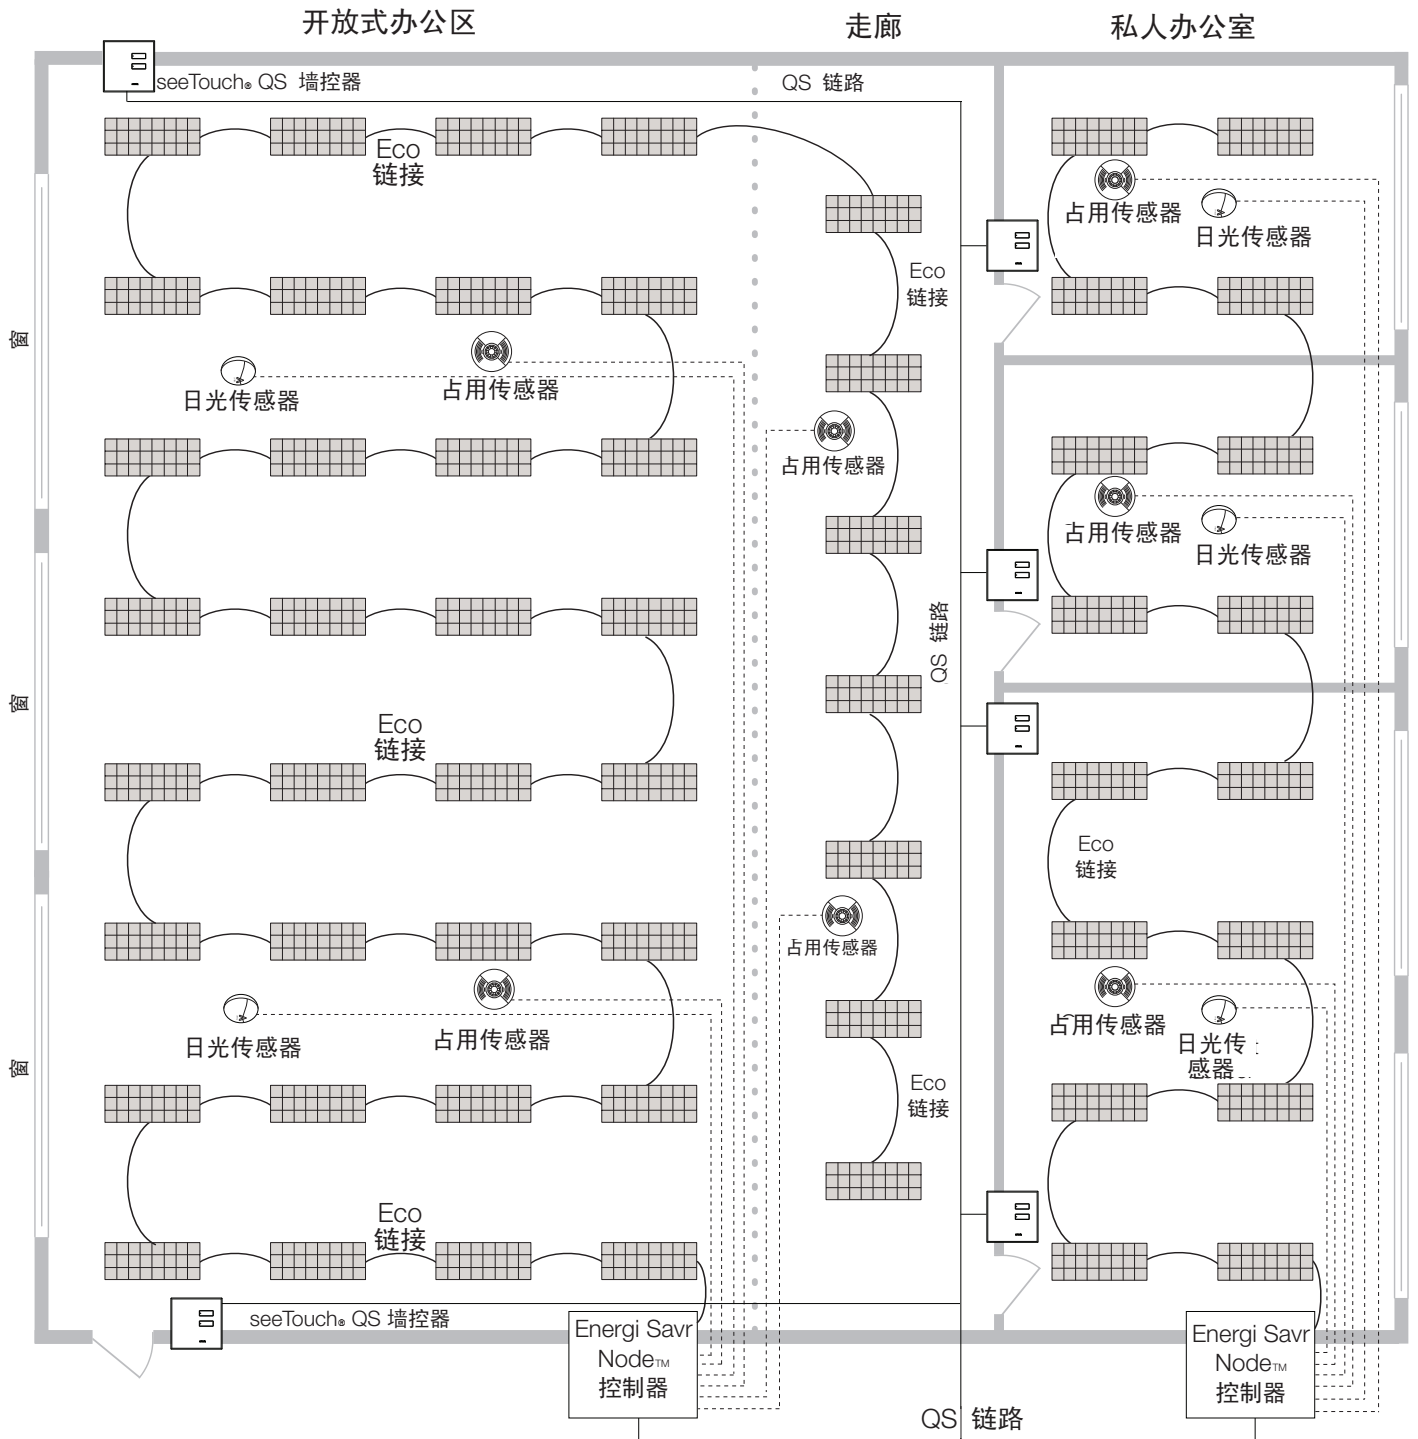 开放式办公区
走廊
私人办公室
seeTouch® QS 墙控器
QS 链路
Eco
链接
占用传感器
日光传感器
Eco
链接
窗
日光传感器
占用传感器
占用传感器
占用传感器
日光传感器
QS 链路
窗
Eco
链接
Eco
链接
占用传感器
日光传感器
占用传感器
占用传感器
日光传
感器
窗
Eco
链接
Eco
链接
seeTouch® QS 墙控器
Energi Savr
Node™
控制器
Energi Savr
Node™
控制器
QS 链路